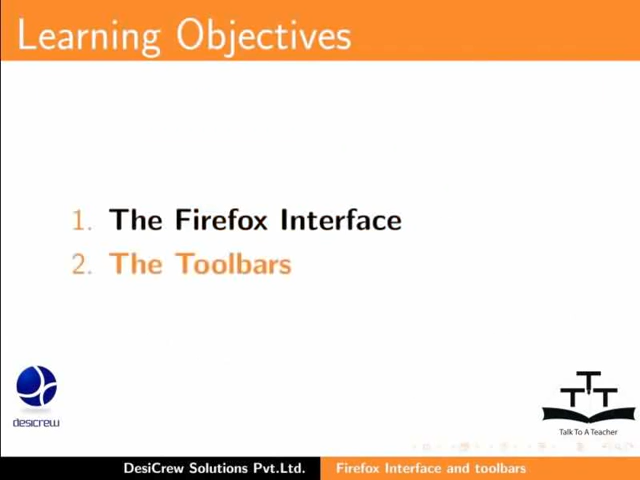 Learning Objectives
1. The Firefox Interface
2. The Toolbars
desicrew
TTT
Talk To A Teacher
DesiCrew Solutions Pvt.Ltd.
Firefox Interface and toolbars